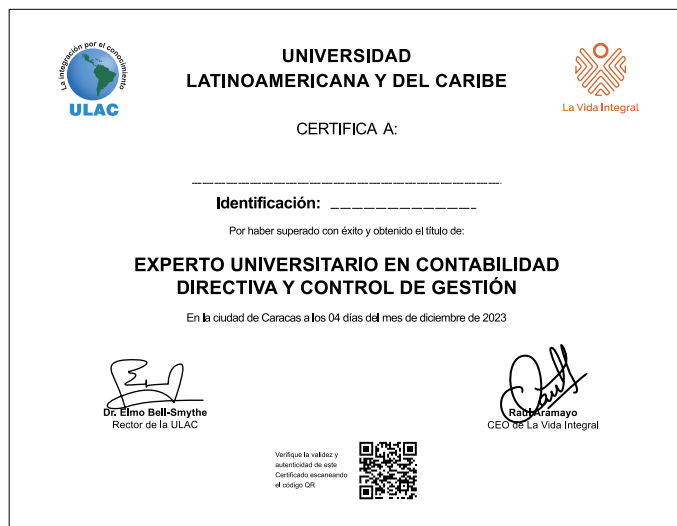 La integración por el conocimiento
ULAC
UNIVERSIDAD
LATINOAMERICANA Y DEL CARIBE
La Vida Integral
CERTIFICA A:
Identificación:
Por haber superado con éxito y obtenido el título de:
EXPERTO UNIVERSITARIO EN CONTABILIDAD
DIRECTIVA Y CONTROL DE GESTIÓN
En la ciudad de Caracas a los 04 días del mes de diciembre de 2023
Dr. Elmo Bell-Smythe
Rector de la ULAC
Raul Aramayo
CEO de La Vida Integral
Verifique la validez y
autenticidad de este
Certificado escaneando
el código QR